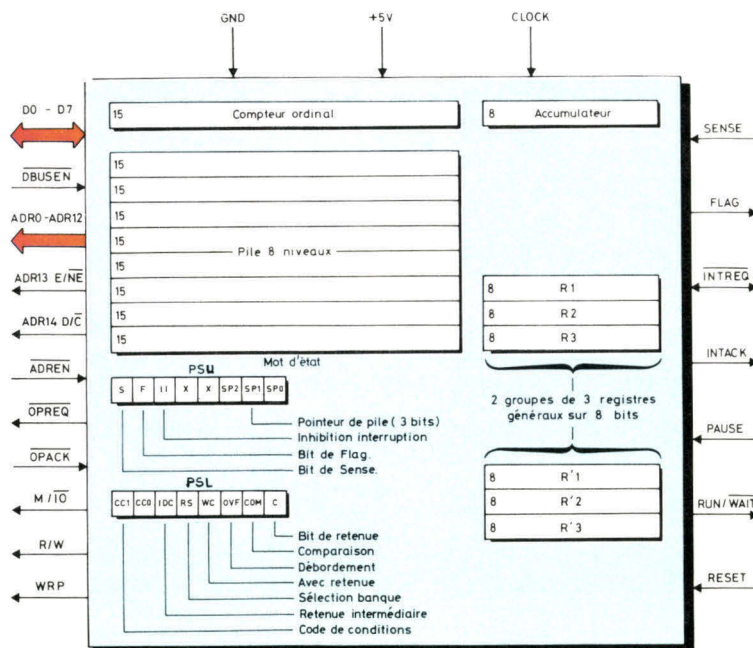 GND
+5V
CLOCK
D0 - D7
DBUSEN
ADR0-ADR12
ADR13 E/NE
ADR14 D/C
ADREN
OPREQ
OPACK
M/IO
R/W
WRP
15 Compteur ordinal
8 Accumulateur
15
15
15
15
Pile 8 niveaux
15
15
15
15
8 R1
8 R2
8 R3
2 groupes de 3 registres
généraux sur 8 bits
8 R'1
8 R'2
8 R'3
Mot d'état
PSU
S F II X X SP2 SP1 SP0
Pointeur de pile (3 bits)
Inhibition interruption
Bit de Flag.
Bit de Sense.
PSL
CC1 CC0 IDC RS WC OVF COM C
Bit de retenue
Comparaison
Débordement
Avec retenue
Sélection banque
Retenue intermédiaire
Code de conditions
SENSE
FLAG
INTREQ
INTACK
PAUSE
RUN/WAIT
RESET